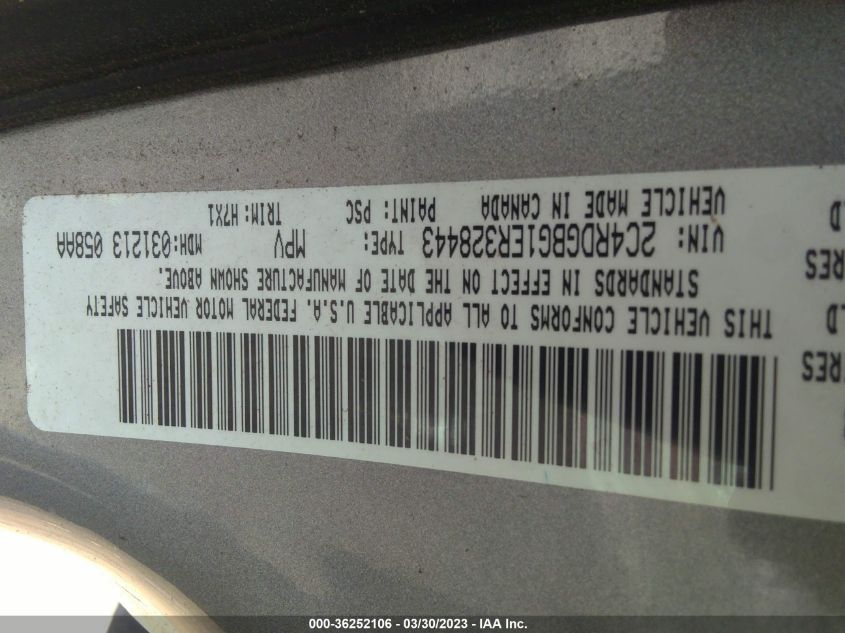 THIS VEHICLE CONFORMS TO ALL APPLICABLE U.S.A. FEDERAL MOTOR VEHICLE SAFETY
STANDARDS IN EFFECT ON THE DATE OF MANUFACTURE SHOWN ABOVE.
VIN: 2C4RDGBG1ER328443 TYPE: MPV MDH:031213 058AA
VEHICLE MADE IN CANADA PAINT: PSC TRIM: H7X1
000-36252106 / 03/30/2023 - IAA Inc.